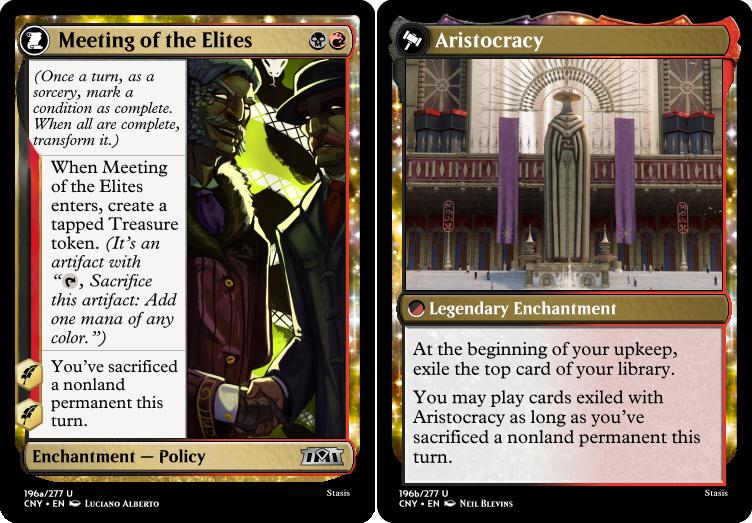 Meeting of the Elites
(Once a turn, as a
sorcery, mark a
condition as complete.
When all are complete,
transform it.)
When Meeting
of the Elites
enters, create a
tapped Treasure
token. (It's an
artifact with
“, Sacrifice
this artifact: Add
one mana of any
color.”)
You've sacrificed
a nonland
permanent this
turn.
Enchantment — Policy
196a/277 U
CNY • EN Luciano Alberto
Stasis
Aristocracy
Legendary Enchantment
At the beginning of your upkeep,
exile the top card of your library.
You may play cards exiled with
Aristocracy as long as you've
sacrificed a nonland permanent this
turn.
196b/277 U
CNY • EN Neil Blevins
Stasis